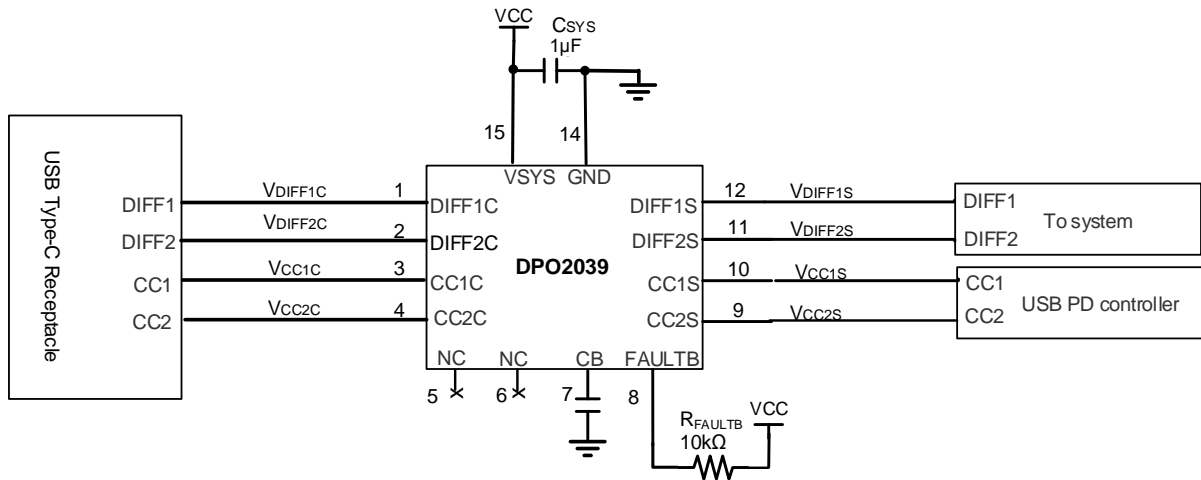 VCC
CSYS
1µF
15
14
VSYS
GND
USB Type-C Receptacle
DIFF1
VDIFF1C
1
DIFF1C
DIFF1S
12
VDIFF1S
DIFF1
DIFF2
VDIFF2C
2
DIFF2C
DIFF2S
11
VDIFF2S
DIFF2
To system
DPO2039
CC1
VCC1C
3
CC1C
CC1S
10
VCC1S
CC1
CC2
VCC2C
4
CC2C
CC2S
9
VCC2S
CC2
USB PD controller
NC
NC
CB
FAULTB
5
6
7
8
RFAULTB
10kΩ
VCC